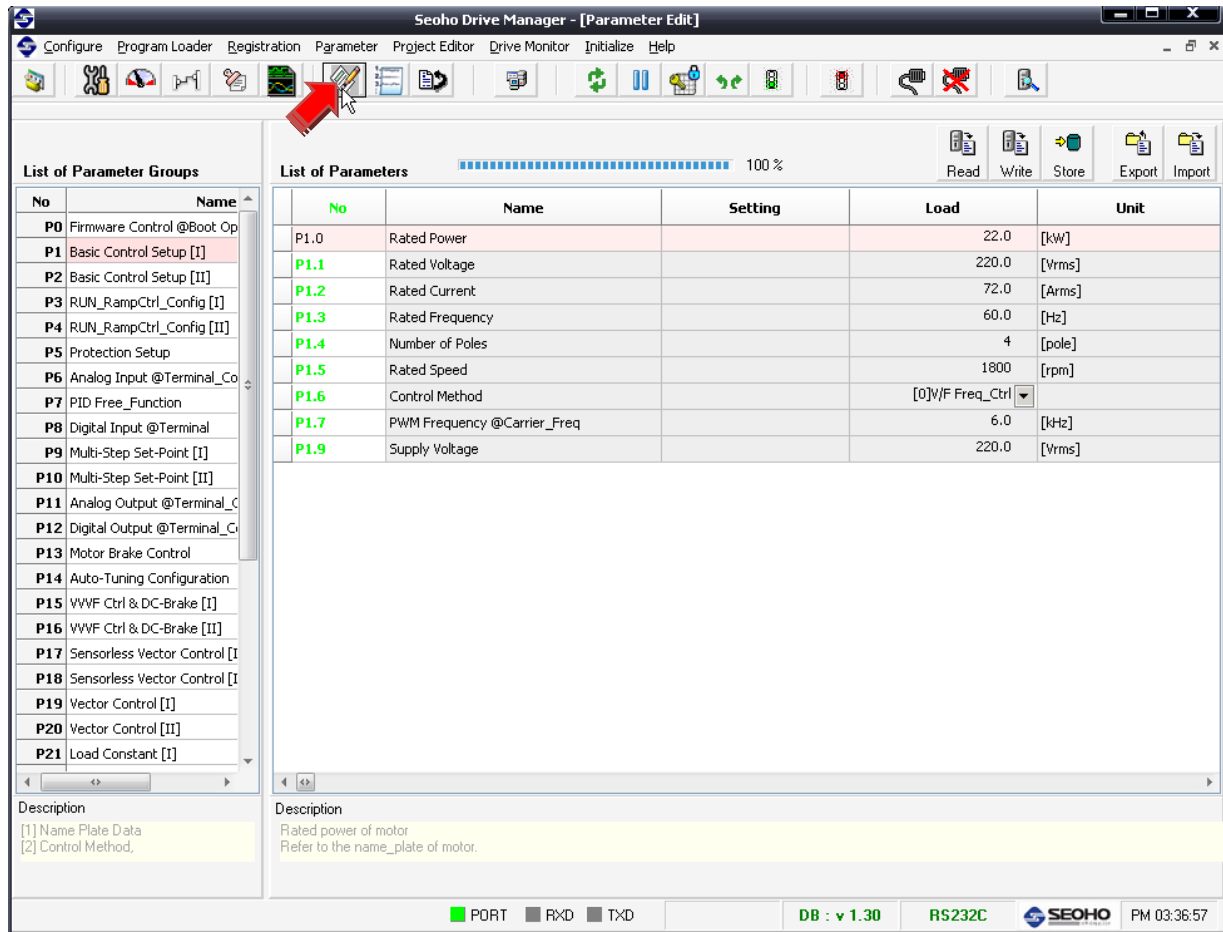 Seoho Drive Manager - [Parameter Edit]
Configure Program Loader Registration Parameter Project Editor Drive Monitor Initialize Help
List of Parameter Groups
List of Parameters 100 % Read Write Store Export Import
No Name
P0 Firmware Control @Boot Op
P1 Basic Control Setup [I]
P2 Basic Control Setup [II]
P3 RUN_RampCtrl_Config [I]
P4 RUN_RampCtrl_Config [II]
P5 Protection Setup
P6 Analog Input @Terminal_Co
P7 PID Free_Function
P8 Digital Input @Terminal
P9 Multi-Step Set-Point [I]
P10 Multi-Step Set-Point [II]
P11 Analog Output @Terminal_C
P12 Digital Output @Terminal_C
P13 Motor Brake Control
P14 Auto-Tuning Configuration
P15 VVVF Ctrl & DC-Brake [I]
P16 VVVF Ctrl & DC-Brake [II]
P17 Sensorless Vector Control [I
P18 Sensorless Vector Control [I
P19 Vector Control [I]
P20 Vector Control [II]
P21 Load Constant [I]
No Name Setting Load Unit
P1.0 Rated Power 22.0 [kW]
P1.1 Rated Voltage 220.0 [Vrms]
P1.2 Rated Current 72.0 [Arms]
P1.3 Rated Frequency 60.0 [Hz]
P1.4 Number of Poles 4 [pole]
P1.5 Rated Speed 1800 [rpm]
P1.6 Control Method [0]V/F Freq_Ctrl
P1.7 PWM Frequency @Carrier_Freq 6.0 [kHz]
P1.9 Supply Voltage 220.0 [Vrms]
Description
[1] Name Plate Data
[2] Control Method,
Description
Rated power of motor
Refer to the name_plate of motor.
PORT RXD TXD DB : v 1.30 RS232C SEOHO PM 03:36:57